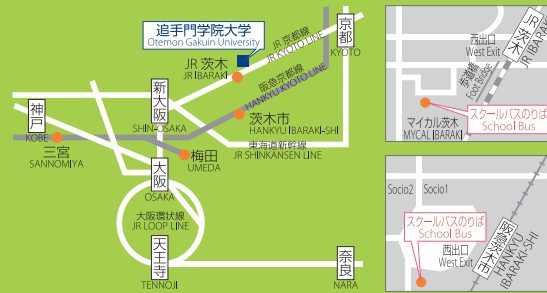 追手門学院大学
Otemon Gakuin University
JR 京都線
JR KYOTO LINE
京都
KYOTO
JR 茨木
JR IBARAKI
阪急京都線
HANKYU KYOTO LINE
新大阪
SHIN-OSAKA
茨木市
HANKYU IBARAKI-SHI
神戸
KOBE
三宮
SANNOMIYA
梅田
UMEDA
東海道新幹線
JR SHINKANSEN LINE
大阪
OSAKA
大阪環状線
JR LOOP LINE
天王寺
TENNOJI
奈良
NARA
西出口
West Exit
JR 茨木
JR IBARAKI
歩道橋
Foot Bridge
スクールバスのりば
School Bus
マイカル茨木
MYCAL IBARAKI
Socio2
Socio1
スクールバスのりば
School Bus
西出口
West Exit
阪急茨木市
HANKYU
IBARAKI-SHI